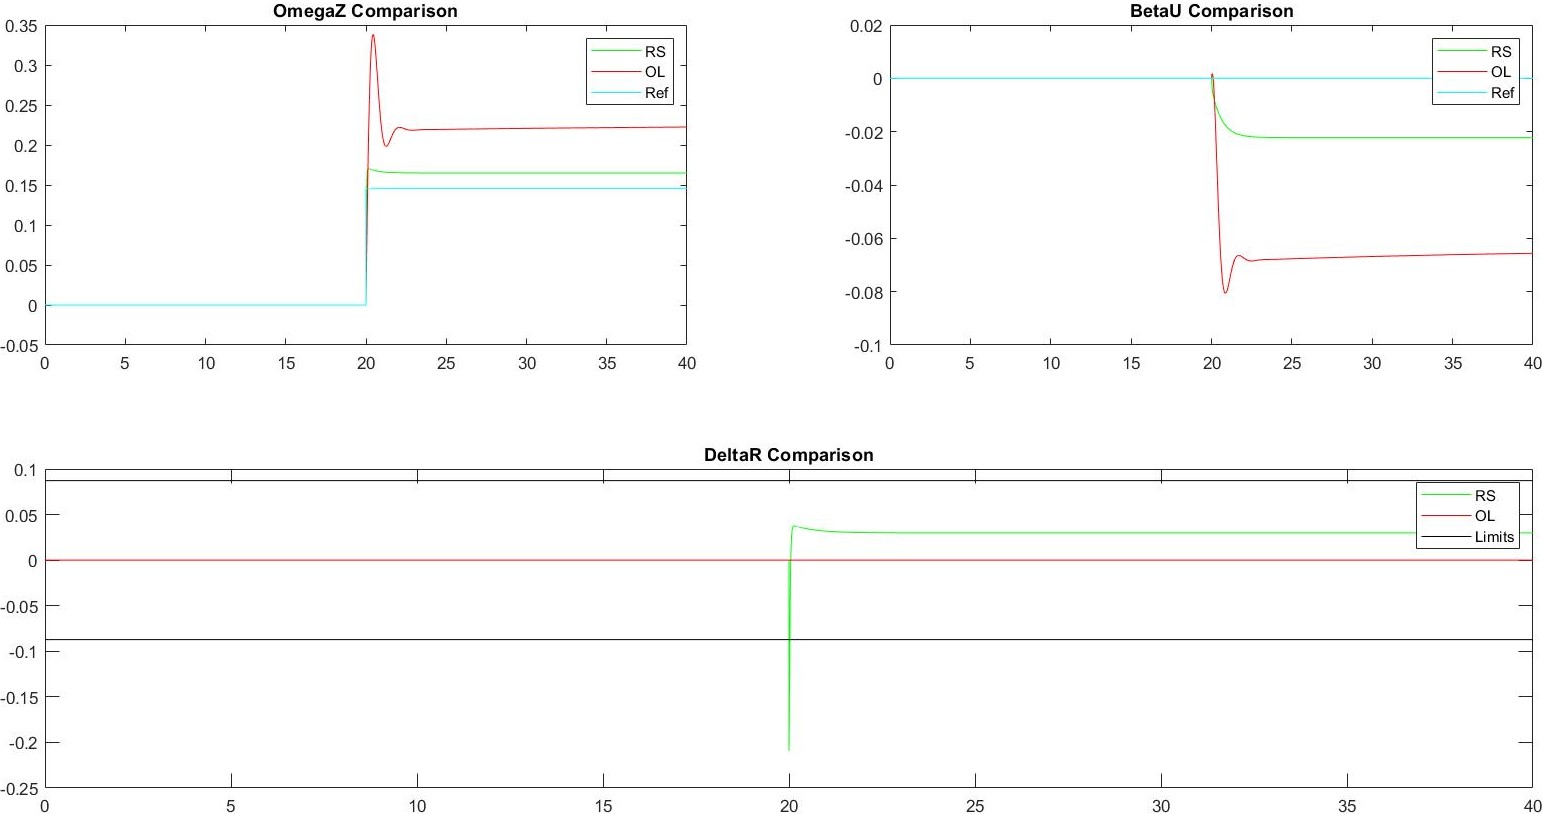 OmegaZ Comparison
0.35
0.3
0.25
0.2
0.15
0.1
0.05
0
-0.05
0 5 10 15 20 25 30 35 40
RS
OL
Ref
BetaU Comparison
0.02
0
-0.02
-0.04
-0.06
-0.08
-0.1
0 5 10 15 20 25 30 35 40
RS
OL
Ref
DeltaR Comparison
0.1
0.05
0
-0.05
-0.1
-0.15
-0.2
-0.25
0 5 10 15 20 25 30 35 40
RS
OL
Limits